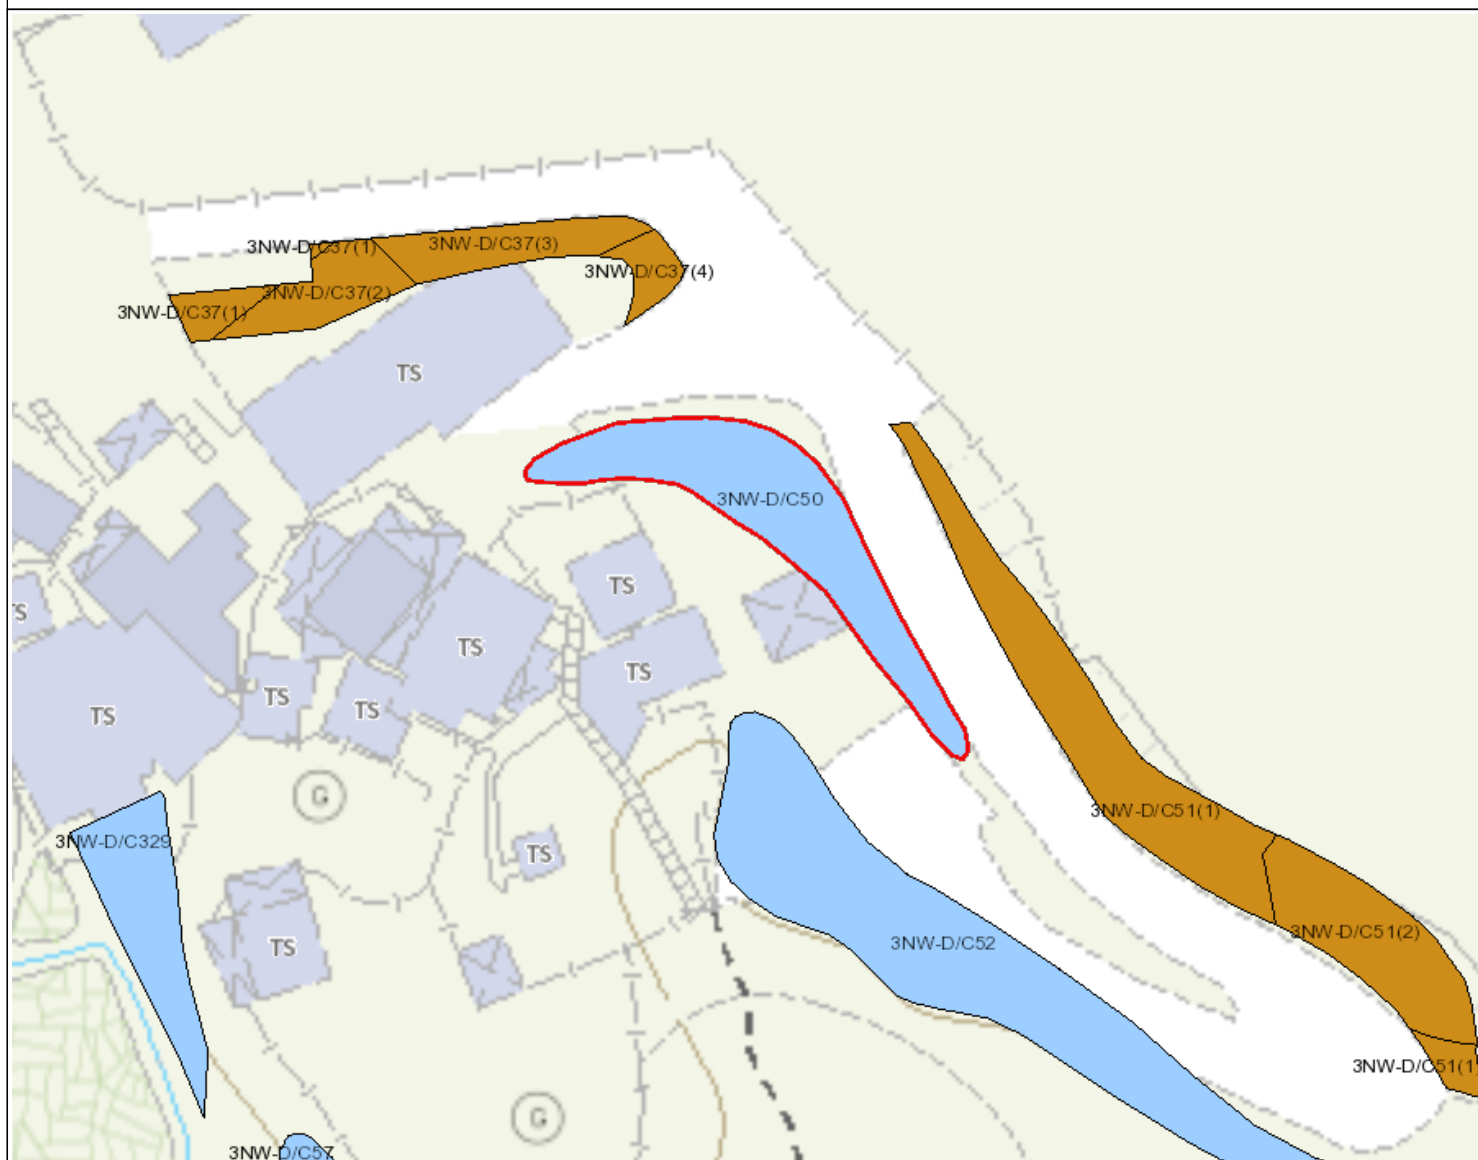 3NW-D/C37(1)
3NW-D/C37(3)
3NW-D/C37(4)
3NW-D/C37(2)
3NW-D/C37(1)
TS
3NW-D/C50
TS
TS
TS
TS
TS
TS
TS
G
3NW-D/C51(1)
3NW-D/C329
TS
3NW-D/C51(2)
3NW-D/C52
TS
3NW-D/C51(1
G
3NW-D/C57